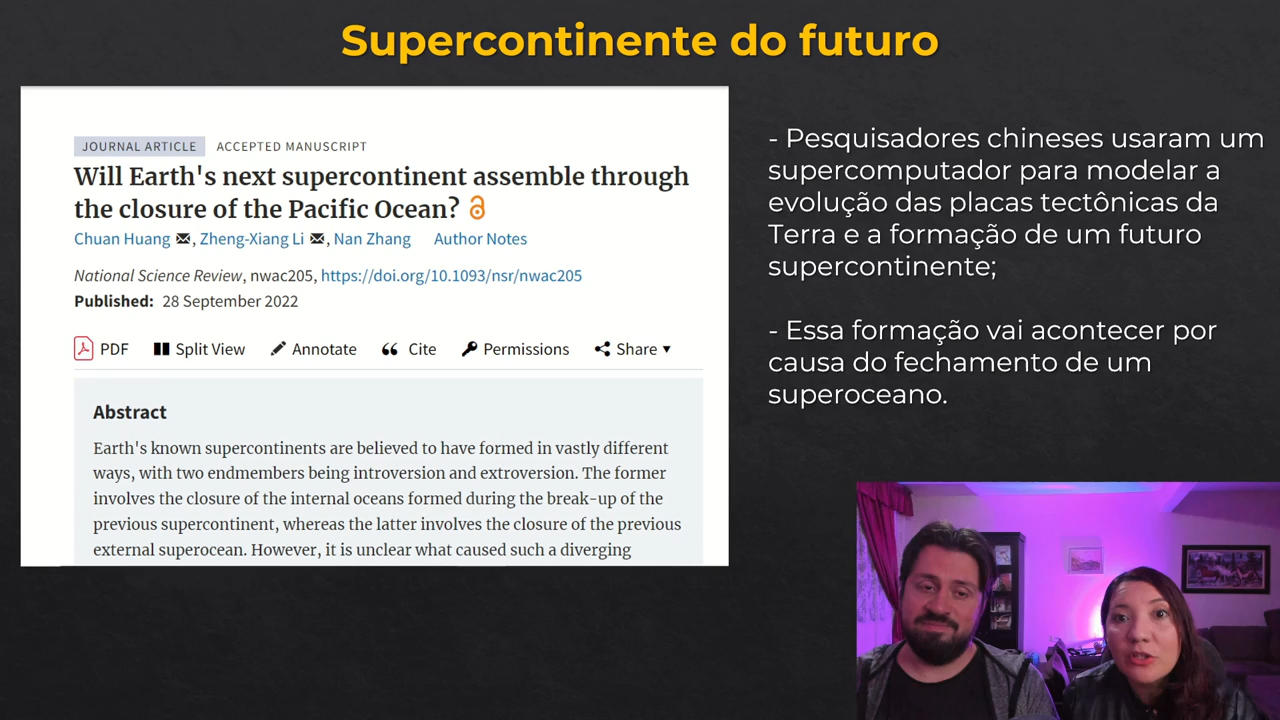 Supercontinente do futuro
JOURNAL ARTICLE ACCEPTED MANUSCRIPT
Will Earth's next supercontinent assemble through
the closure of the Pacific Ocean?
Chuan Huang , Zheng-Xiang Li , Nan Zhang Author Notes
National Science Review, nwac205, https://doi.org/10.1093/nsr/nwac205
Published: 28 September 2022
PDF Split View Annotate Cite Permissions Share
Abstract
Earth's known supercontinents are believed to have formed in vastly different
ways, with two endmembers being introversion and extroversion. The former
involves the closure of the internal oceans formed during the break-up of the
previous supercontinent, whereas the latter involves the closure of the previous
external superocean. However, it is unclear what caused such a diverging
- Pesquisadores chineses usaram um
supercomputador para modelar a
evolução das placas tectônicas da
Terra e a formação de um futuro
supercontinente;
- Essa formação vai acontecer por
causa do fechamento de um
superoceano.